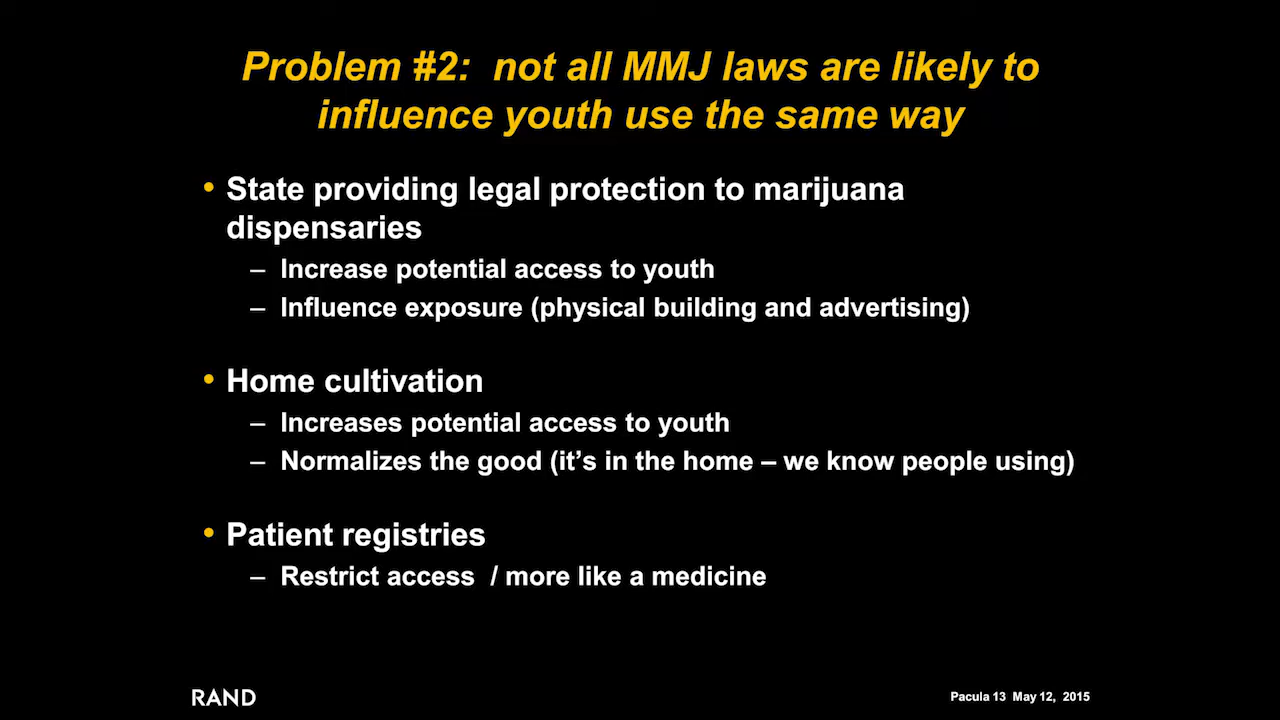 Problem #2:  not all MMJ laws are likely to
influence youth use the same way
• State providing legal protection to marijuana
dispensaries
– Increase potential access to youth
– Influence exposure (physical building and advertising)
• Home cultivation
– Increases potential access to youth
– Normalizes the good (it’s in the home – we know people using)
• Patient registries
– Restrict access  / more like a medicine
RAND
Pacula 13  May 12,  2015